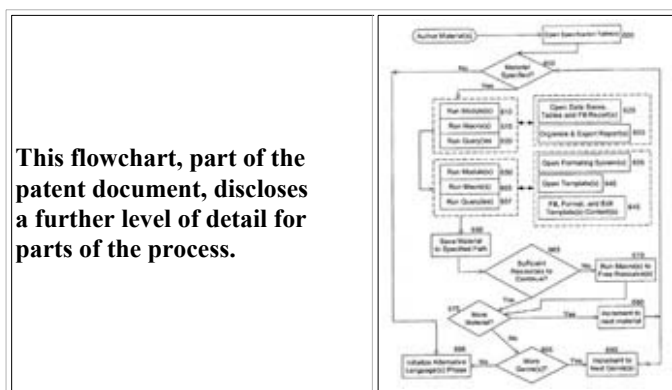 This flowchart, part of the
patent document, discloses
a further level of detail for
parts of the process.
Author Material(s)
Open Specification Table(s)
No
Material
Specified?
Yes
Run Module(s)
Run Macro(s)
Run Query(ies)
Open Data Bases,
Tables and Fill Report(s)
Organize & Export Report(s)
Run Module(s)
Run Macro(s)
Run Query(ies)
Open Formating System(s)
Open Template(s)
Fill, Format, and Edit
Template(s) Content(s)
Save Material
to Specified Path
Sufficient
Resources to
Continue?
No
Run Macro(s) to
Free Resource(s)
Yes
More
Material?
Yes
Increment to
next material
No
Initialize Alternative
Language(s) Phase
No
More
Genre(s)?
Yes
Increment to
Next Genre(s)